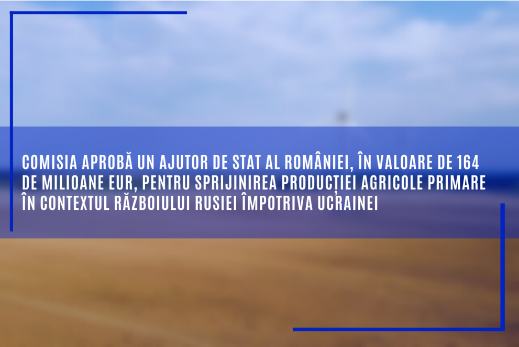 COMISIA APROBĂ UN AJUTOR DE STAT AL ROMÂNIEI, ÎN VALOARE DE 164
DE MILIOANE EUR, PENTRU SPRIJINIREA PRODUCȚIEI AGRICOLE PRIMARE
ÎN CONTEXTUL RĂZBOIULUI RUSIEI ÎMPOTRIVA UCRAINEI